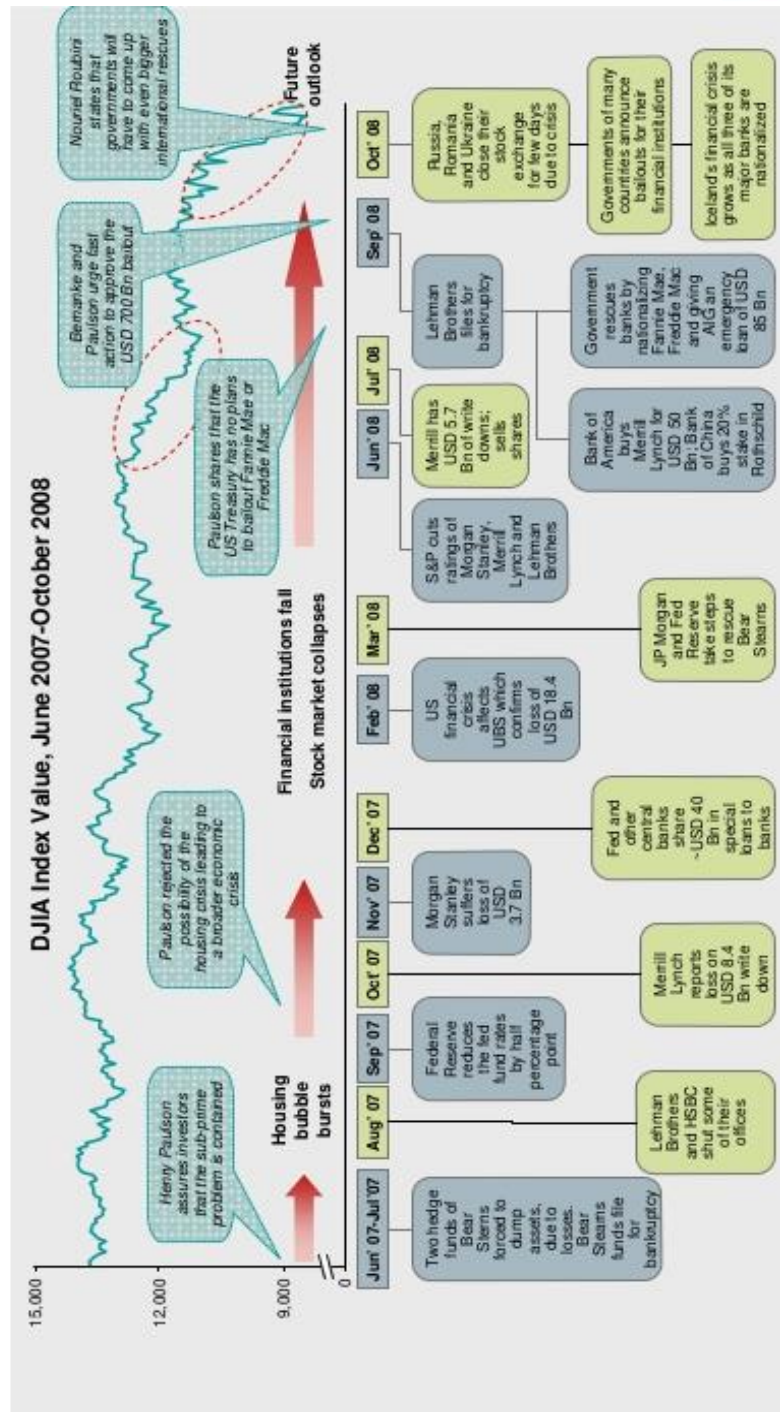 DJIA Index Value, June 2007-October 2008
15,000
12,000
9,000
0
Henry Paulson
assures investors
that the sub-prime
problem is contained
Paulson rejected the
possibility of the
housing crisis leading to
a broader economic
crisis
Paulson shares that the
US Treasury has no plans
to bailout Fannie Mae or
Freddie Mac
Bernanke and
Paulson urge fast
action to approve the
USD 700 Bn bailout
Nouriel Roubini
states that
governments will
have to come up
with even bigger
international rescues
Housing
bubble
bursts
Financial institutions fall
Stock market collapses
Future
outlook
Jun' 07-Jul '07
Aug' 07
Sep' 07
Oct' 07
Nov' 07
Dec' 07
Feb' 08
Mar' 08
Jun' 08
Jul' 08
Sep' 08
Oct' 08
Two hedge
funds of
Bear
Sterns
forced to
dump
assets,
due to
losses. Bear
Stearns
funds file
for
bankruptcy
Lehman
Brothers
and HSBC
shut some
of their
offices
Federal
Reserve
reduces
the fed
fund rates
by half
percentage
point
Merrill
Lynch
reports
loss on
USD 8.4
Bn write
down
Morgan
Stanley
suffers
loss of
USD
3.7 Bn
Fed and
other
central
banks
share
~USD 40
Bn in
special
loans to
banks
US
financial
crisis
affects
UBS which
confirms
loss of
USD 18.4
Bn
JP Morgan
and Fed
Reserve
take steps
to rescue
Bear
Stearns
S&P cuts
ratings of
Morgan
Stanley,
Merrill
Lynch and
Lehman
Brothers
Merrill has
USD 5.7
Bn of write
downs;
sells
shares
Lehman
Brothers
files for
bankruptcy
Bank of
America
buys
Merrill
Lynch for
USD 50
Bn; Bank
of China
buys 20%
stake in
Rothschild
Government
rescues
banks by
nationalizing
Fannie Mae,
Freddie Mac
and giving
AIG an
emergency
loan of USD
85 Bn
Russia,
Romania
and Ukraine
close their
stock
exchange
for few days
due to crisis
Governments of many
countries announce
bailouts for their
financial institutions
Iceland's financial crisis
grows as all three of its
major banks are
nationalized